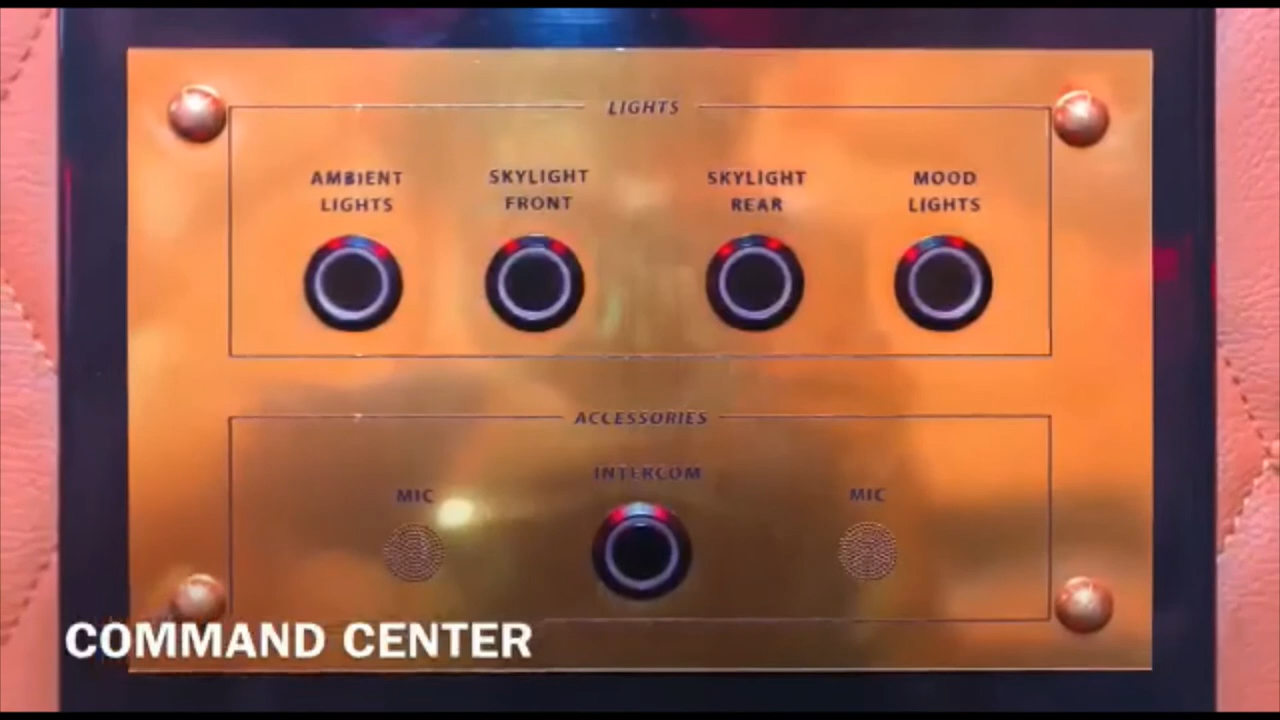 LIGHTS
AMBIENT
LIGHTS
SKYLIGHT
FRONT
SKYLIGHT
REAR
MOOD
LIGHTS
ACCESSORIES
MIC
INTERCOM
MIC
COMMAND CENTER